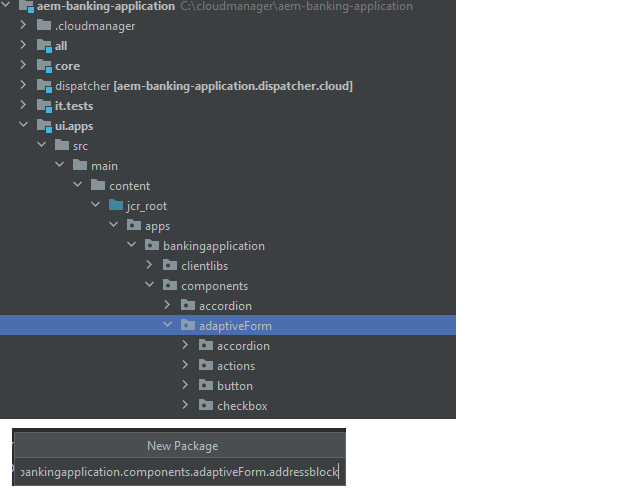 aem-banking-application C:\cloudmanager\aem-banking-application
.cloudmanager
all
core
dispatcher [aem-banking-application.dispatcher.cloud]
it.tests
ui.apps
src
main
content
jcr_root
apps
bankingapplication
clientlibs
components
accordion
adaptiveForm
accordion
actions
button
checkbox
New Package
bankingapplication.components.adaptiveForm.addressblock